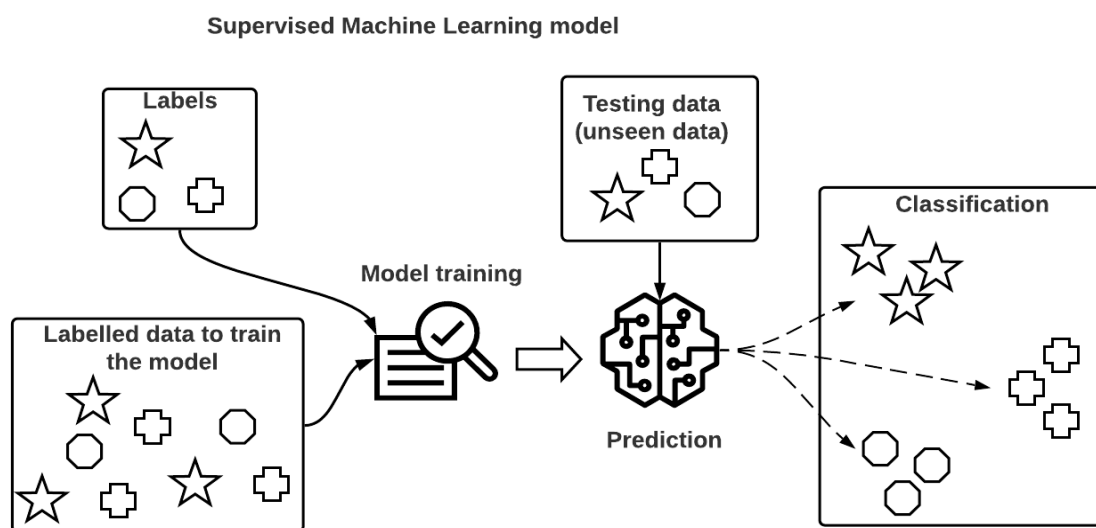 Supervised Machine Learning model
Labels
Testing data
(unseen data)
Classification
Model training
Labelled data to train
the model
Prediction